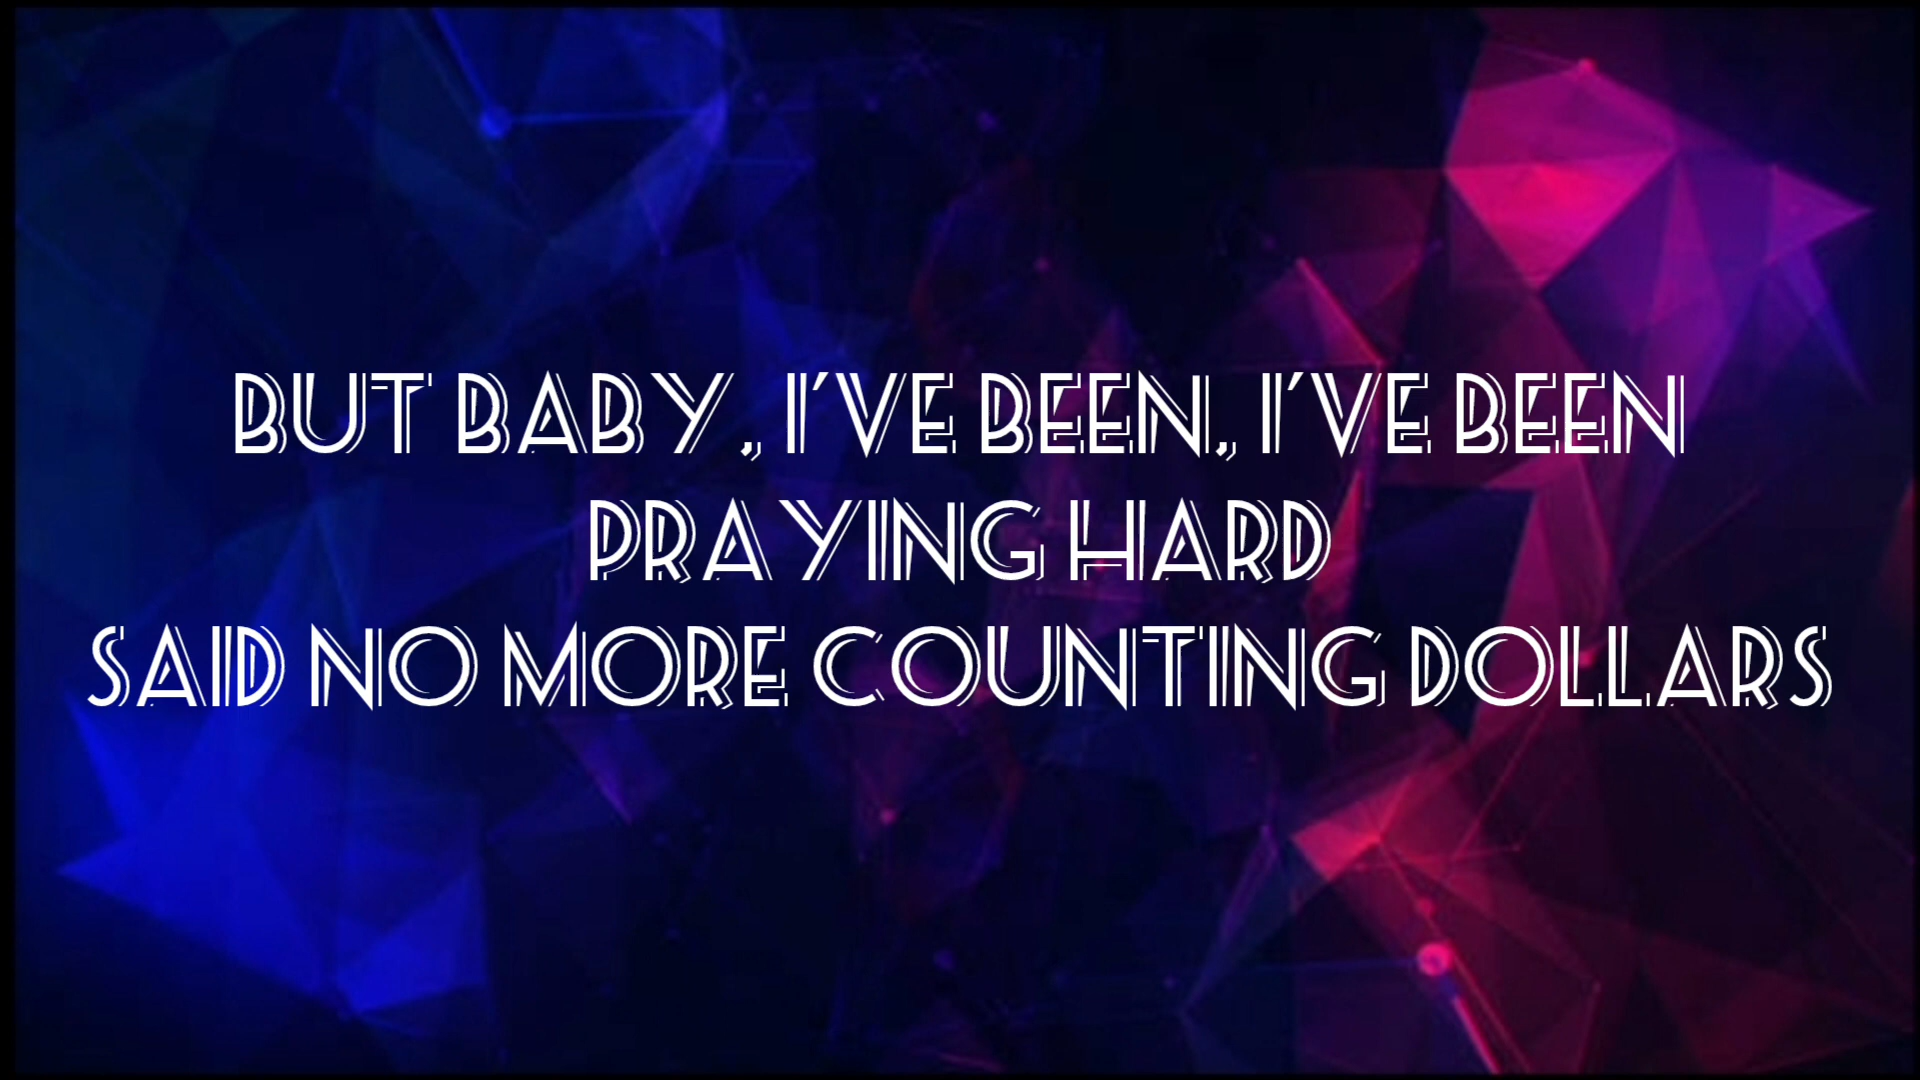 BUT BABY, I'VE BEEN, I'VE BEEN
PRAYING HARD
SAID NO MORE COUNTING DOLLARS